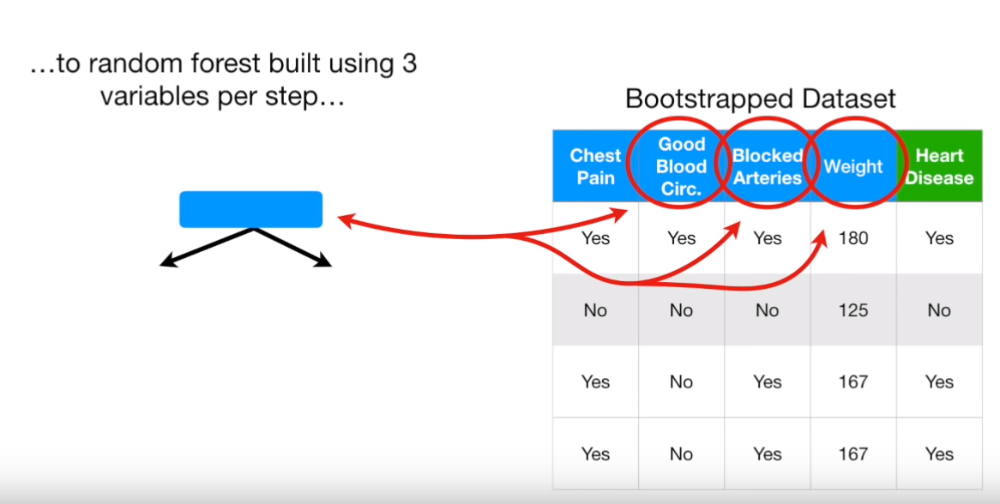 …to random forest built using 3
variables per step…
Bootstrapped Dataset
Chest
Pain
Good
Blood
Circ.
Blocked
Arteries
Weight
Heart
Disease
Yes Yes Yes 180 Yes
No No No 125 No
Yes No Yes 167 Yes
Yes No Yes 167 Yes